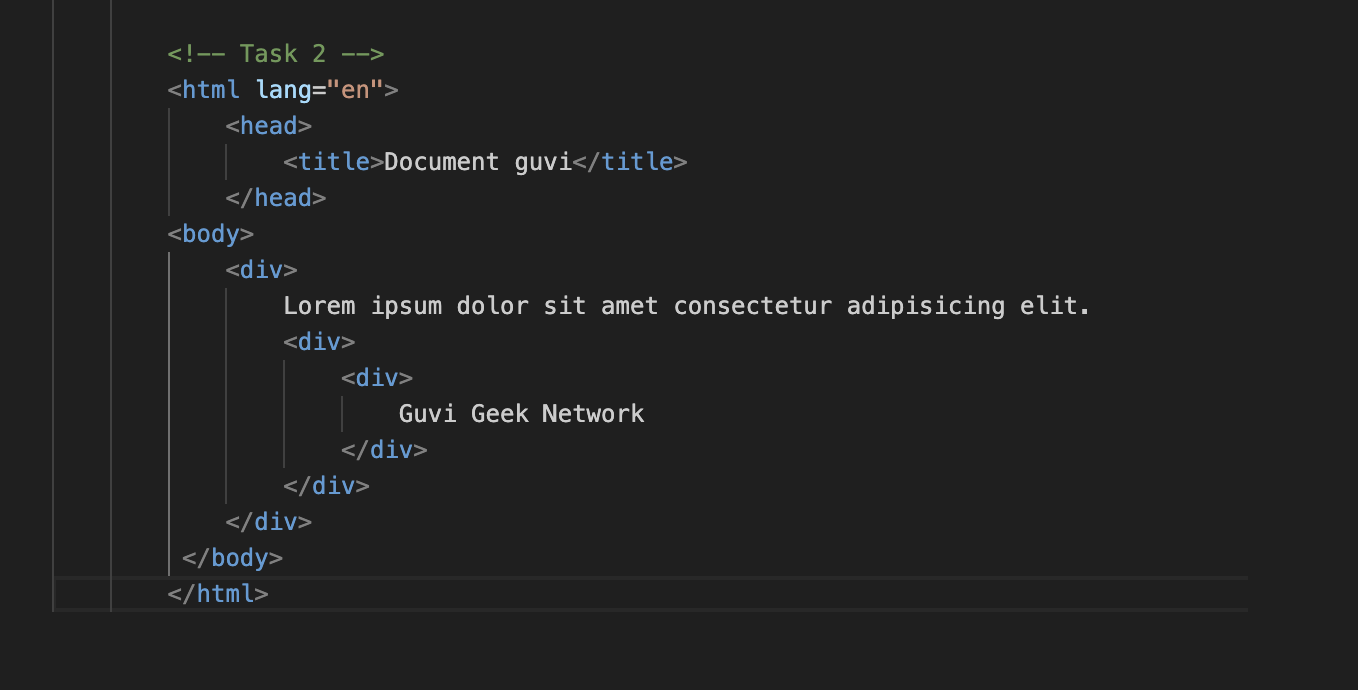 <!-- Task 2 -->
<html lang="en">
<head>
<title>Document guvi</title>
</head>
<body>
<div>
Lorem ipsum dolor sit amet consectetur adipisicing elit.
<div>
<div>
Guvi Geek Network
</div>
</div>
</div>
</body>
</html>